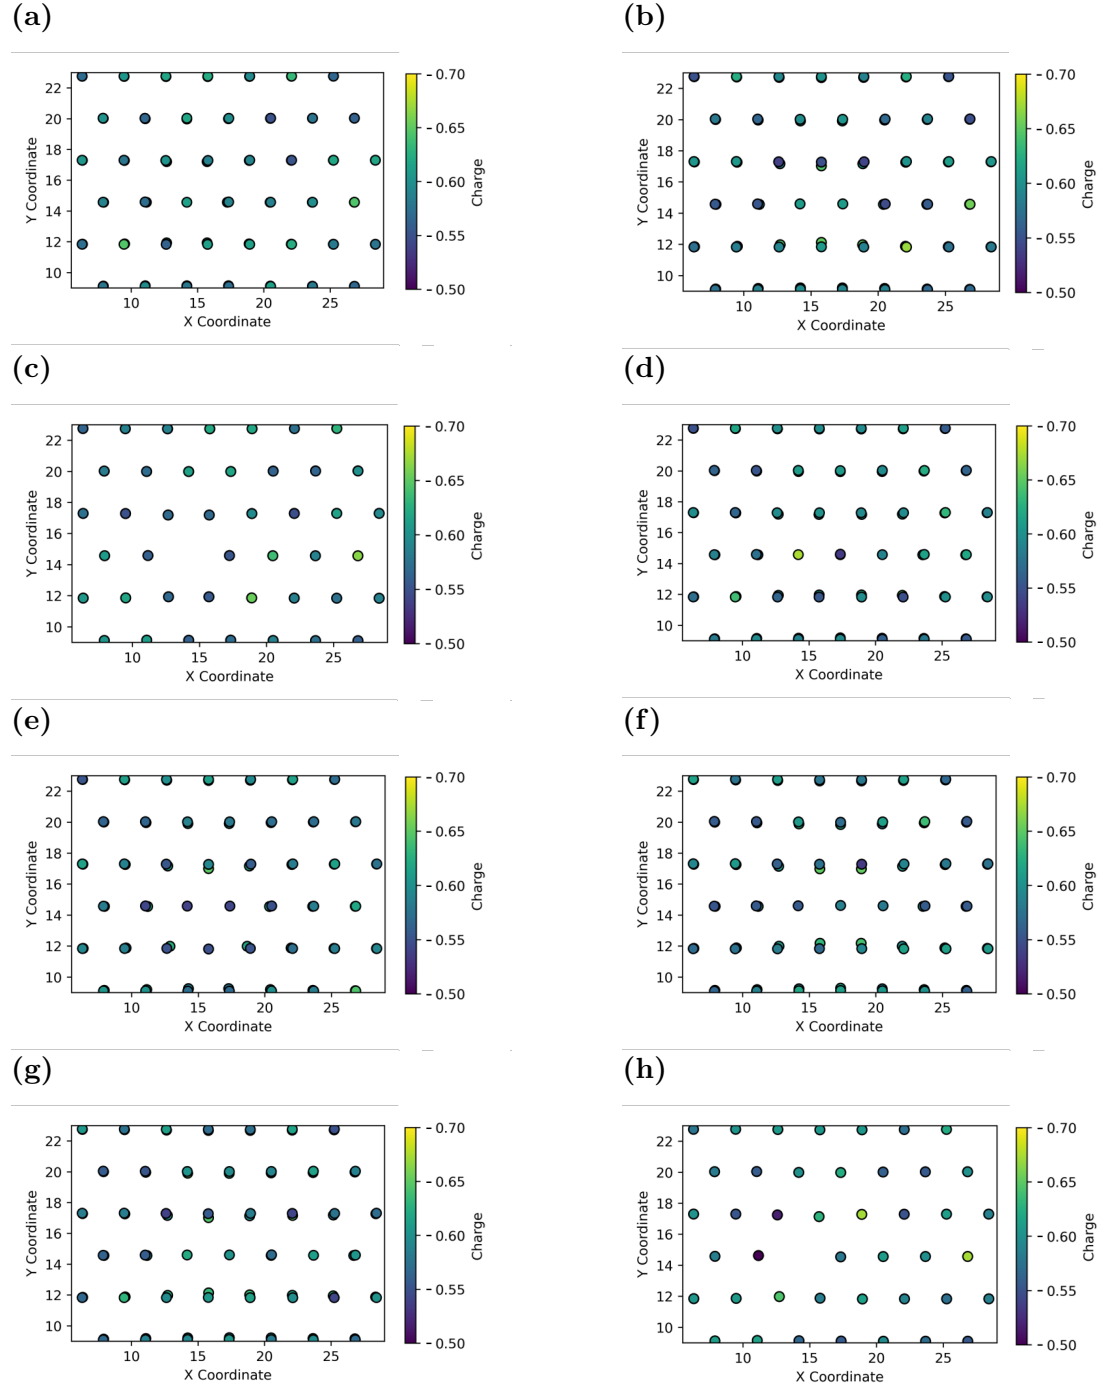 (a)
(b)
22
20
18
16
14
12
10
Y Coordinate
10 15 20 25
X Coordinate
- 0.70
- 0.65
- 0.60
- 0.55
- 0.50
Charge
22
20
18
16
14
12
10
Y Coordinate
10 15 20 25
X Coordinate
- 0.70
- 0.65
- 0.60
- 0.55
- 0.50
Charge
(c)
(d)
22
20
18
16
14
12
10
Y Coordinate
10 15 20 25
X Coordinate
- 0.70
- 0.65
- 0.60
- 0.55
- 0.50
Charge
22
20
18
16
14
12
10
Y Coordinate
10 15 20 25
X Coordinate
- 0.70
- 0.65
- 0.60
- 0.55
- 0.50
Charge
(e)
(f)
22
20
18
16
14
12
10
Y Coordinate
10 15 20 25
X Coordinate
- 0.70
- 0.65
- 0.60
- 0.55
- 0.50
Charge
22
20
18
16
14
12
10
Y Coordinate
10 15 20 25
X Coordinate
- 0.70
- 0.65
- 0.60
- 0.55
- 0.50
Charge
(g)
(h)
22
20
18
16
14
12
10
Y Coordinate
10 15 20 25
X Coordinate
- 0.70
- 0.65
- 0.60
- 0.55
- 0.50
Charge
22
20
18
16
14
12
10
Y Coordinate
10 15 20 25
X Coordinate
- 0.70
- 0.65
- 0.60
- 0.55
- 0.50
Charge